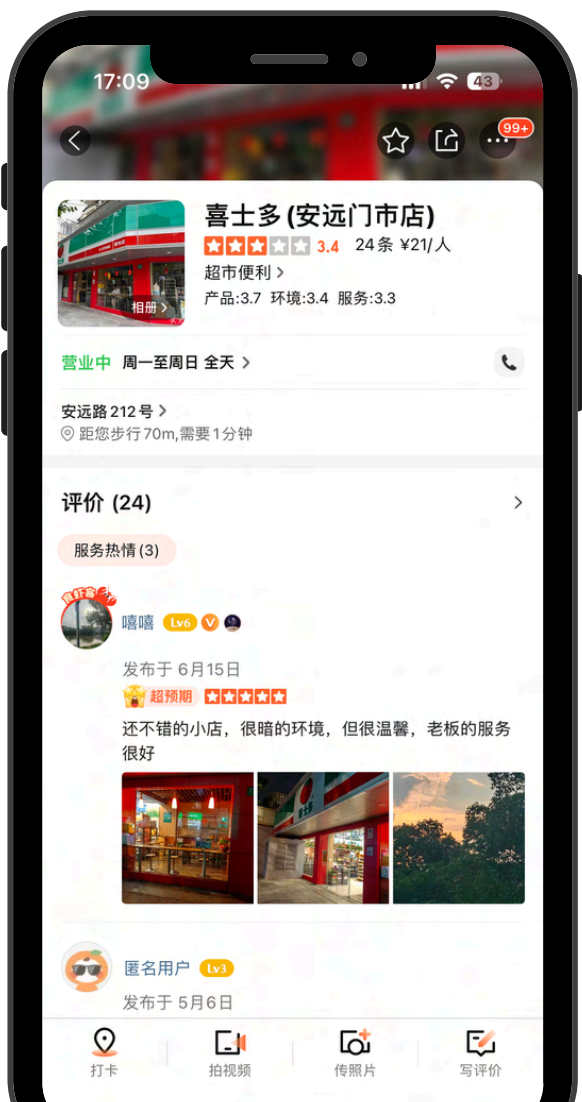 17:09
43
99+
喜士多(安远门市店)
3.4 24条 ¥21/人
超市便利
产品:3.7 环境:3.4 服务:3.3
相册
营业中 周一至周日 全天
安远路212号
距您步行70m,需要1分钟
评价 (24)
服务热情(3)
嘻嘻 Lv6 V
发布于 6月15日
超预期
还不错的小店，很暗的环境，但很温馨，老板的服务
很好
喜士多
匿名用户 Lv3
发布于 5月6日
打卡 拍视频 传照片 写评价